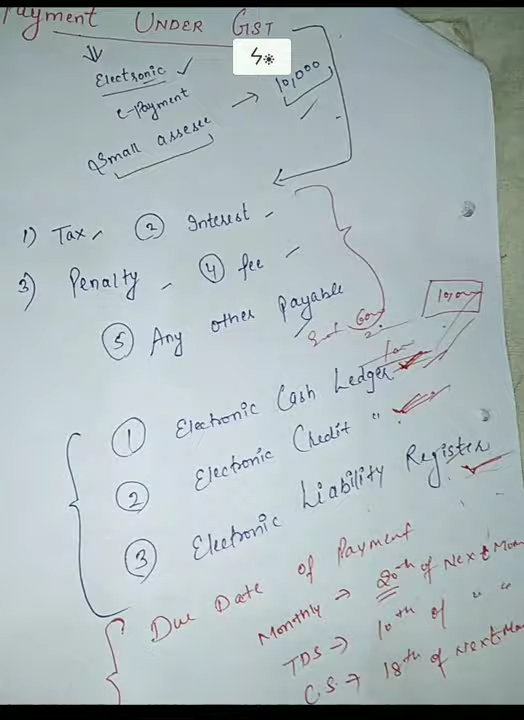 Payment UNDER GST
Electronic ✓
e-Payment
Small assesee → 10,000
1) Tax, ② Interest -
3) Penalty - ④ fee -
⑤ Any other Payable
10,000
① Electronic Cash Ledger
② Electronic Credit "
③ Electronic Liability Register
Due Date of Payment
Monthly → 20th of Next Mon
TDS → 10th of " "
C.S. → 18th of Next Mon